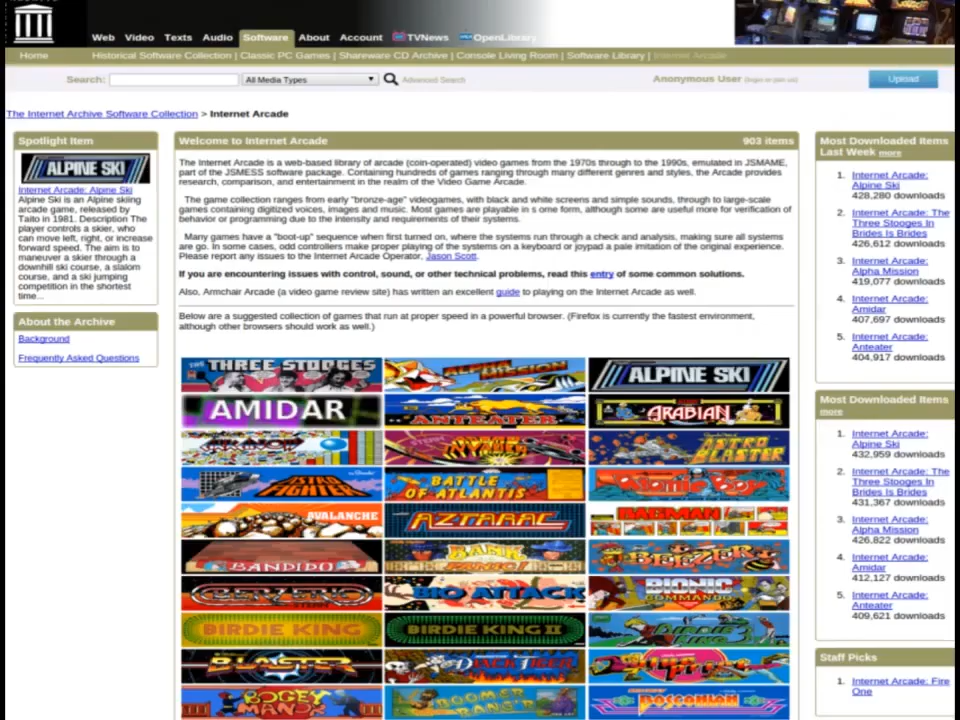 Web Video Texts Audio Software About Account TVNews OpenLibrary
Home Historical Software Collection | Classic PC Games | Shareware CD Archive | Console Living Room | Software Library | Internet Arcade
Search: All Media Types Advanced Search Anonymous User (login or join us) Upload
The Internet Archive Software Collection > Internet Arcade
Spotlight Item
ALPINE SKI
Internet Arcade: Alpine Ski
Alpine Ski is an Alpine skiing
arcade game, released by
Taito in 1981. Description The
player controls a skier, who
can move left, right, or increase
forward speed. The aim is to
maneuver a skier through a
downhill ski course, a slalom
course, and a ski jumping
competition in the shortest
time...
About the Archive
Background
Frequently Asked Questions
Welcome to Internet Arcade 903 items
The Internet Arcade is a web-based library of arcade (coin-operated) video games from the 1970s through to the 1990s, emulated in JSMAME,
part of the JSMESS software package. Containing hundreds of games ranging through many different genres and styles, the Arcade provides
research, comparison, and entertainment in the realm of the Video Game Arcade.
The game collection ranges from early "bronze-age" videogames, with black and white screens and simple sounds, through to large-scale
games containing digitized voices, images and music. Most games are playable in s ome form, although some are useful more for verification of
behavior or programming due to the intensity and requirements of their systems.
Many games have a "boot-up" sequence when first turned on, where the systems run through a check and analysis, making sure all systems
are go. In some cases, odd controllers make proper playing of the systems on a keyboard or joypad a pale imitation of the original experience.
Please report any issues to the Internet Arcade Operator, Jason Scott.
If you are encountering issues with control, sound, or other technical problems, read this entry of some common solutions.
Also, Armchair Arcade (a video game review site) has written an excellent guide to playing on the Internet Arcade as well.
Below are a suggested collection of games that run at proper speed in a powerful browser. (Firefox is currently the fastest environment,
although other browsers should work as well.)
THE THREE STOOGES ALPHA MISSION ALPINE SKI
AMIDAR ANTEATER ARABIAN
ARKANOID ASTRO BLASTER
ASTRO FIGHTER BATTLE OF ATLANTIS Atomic Boy
AVALANCHE AZTARAC BAGMAN
BANDIDO BANK PANIC! BEEZER
BERZERK STERN BIO ATTACK BIONIC COMMANDO
BIRDIE KING BIRDIE KING II BIRDIE KING
BLASTER BLACK TIGER
BOGEY MANOR BOOMER RANG'R BOSCONIAN
Most Downloaded Items
Last Week more
1. Internet Arcade:
Alpine Ski
428,280 downloads
2. Internet Arcade: The
Three Stooges In
Brides Is Brides
426,612 downloads
3. Internet Arcade:
Alpha Mission
419,077 downloads
4. Internet Arcade:
Amidar
407,697 downloads
5. Internet Arcade:
Anteater
404,917 downloads
Most Downloaded Items
more
1. Internet Arcade:
Alpine Ski
432,959 downloads
2. Internet Arcade: The
Three Stooges In
Brides Is Brides
431,367 downloads
3. Internet Arcade:
Alpha Mission
426,822 downloads
4. Internet Arcade:
Amidar
412,127 downloads
5. Internet Arcade:
Anteater
409,621 downloads
Staff Picks
1. Internet Arcade: Fire
One